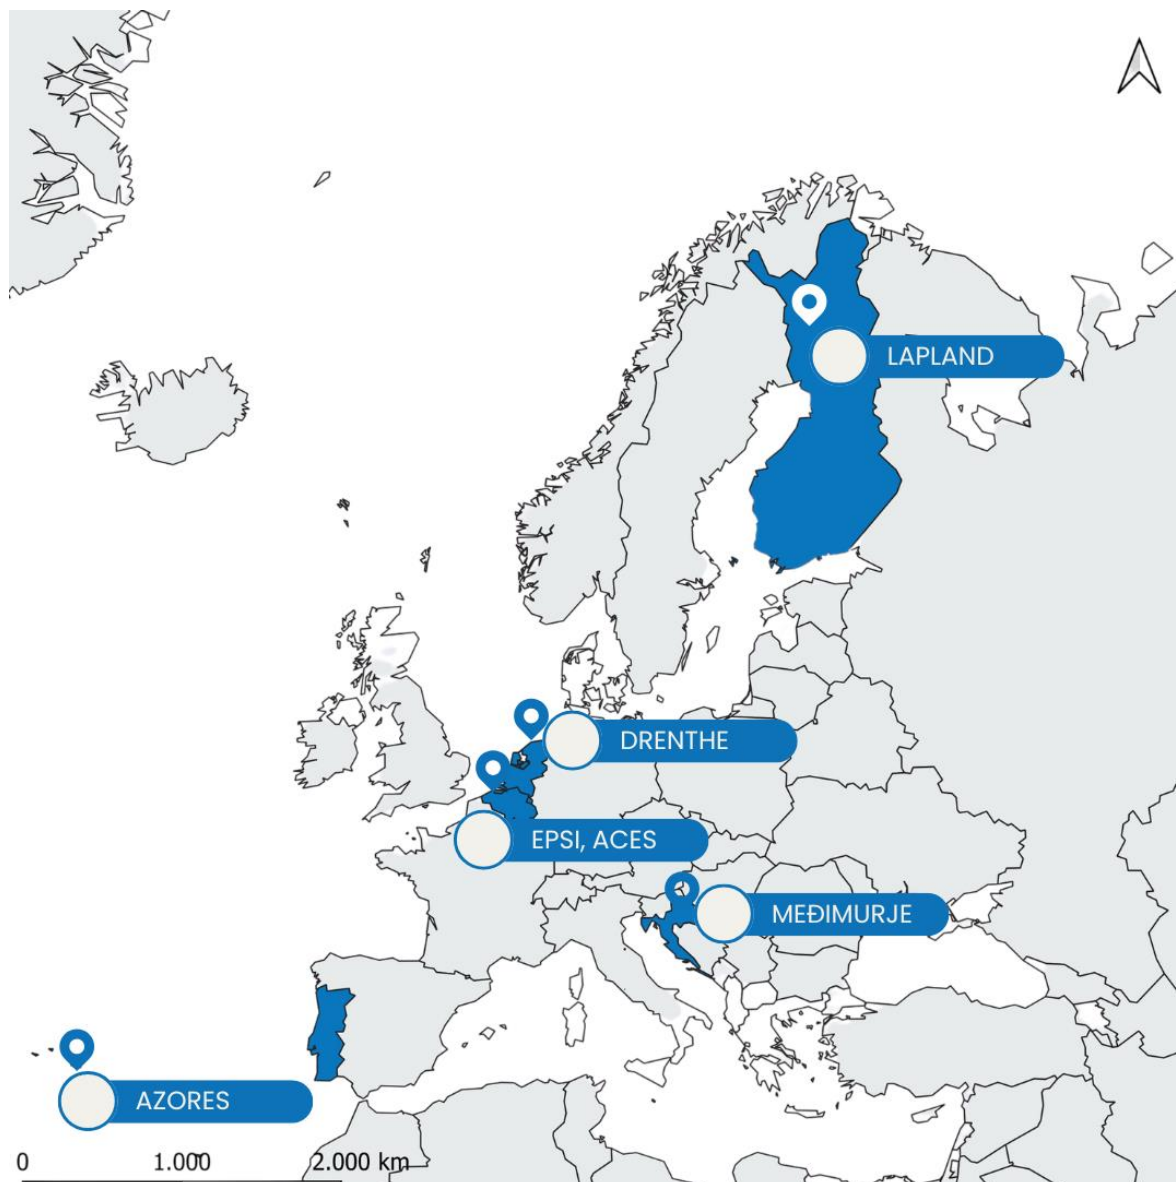 LAPLAND
DRENTHE
EPSI, ACES
MEĐIMURJE
AZORES
0 1.000 2.000 km